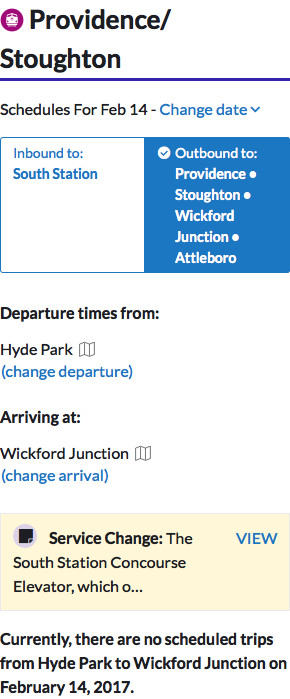 Providence/
Stoughton
Schedules For Feb 14 - Change date
Inbound to:
South Station
Outbound to:
Providence •
Stoughton •
Wickford
Junction •
Attleboro
Departure times from:
Hyde Park
(change departure)
Arriving at:
Wickford Junction
(change arrival)
Service Change: The VIEW
South Station Concourse
Elevator, which o...
Currently, there are no scheduled trips
from Hyde Park to Wickford Junction on
February 14, 2017.